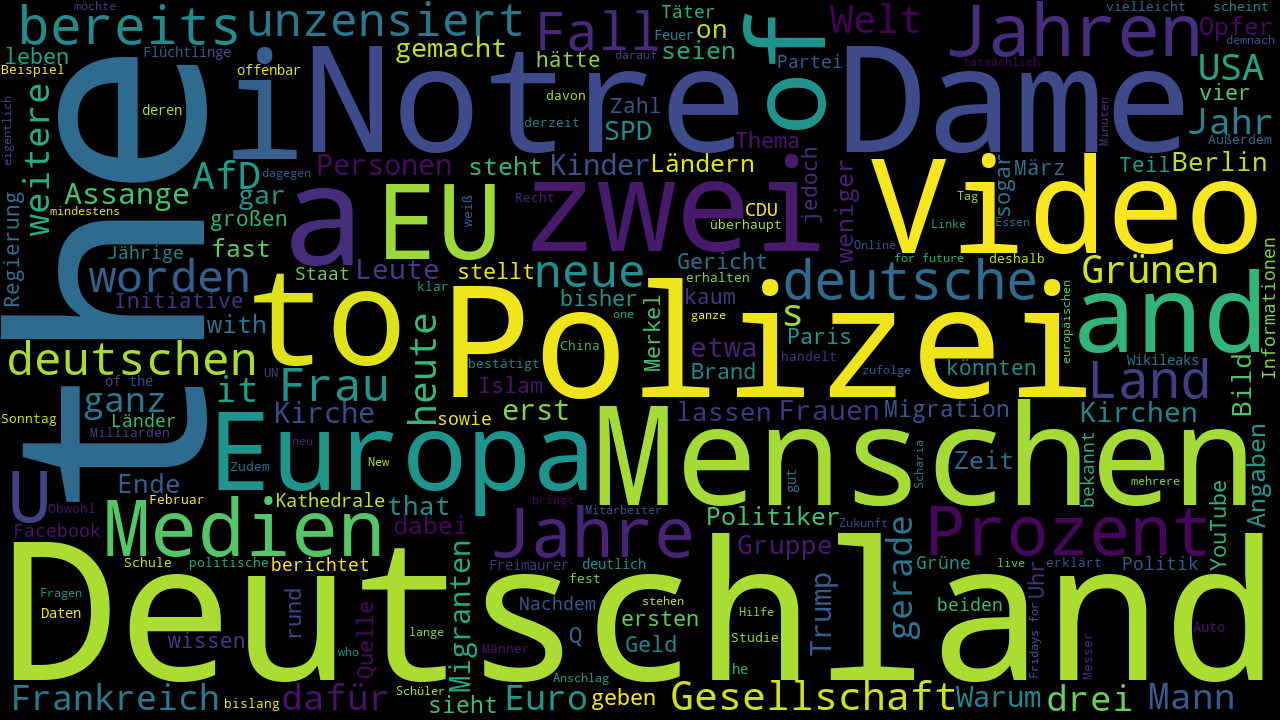 möchte
vielleicht
scheint
bereits
unzensiert
Fall
Täter
Feuer
on
of
Welt
Jahren
Opfer
demnach
leben
Flüchtlinge
gemacht
hätte
darauf
seien
Partei
tatsächlich
USA
Beispiel
offenbar
the
i
Notre
Dame
davon
Zahl
vier
eigentlich
weitere
deren
derzeit
SPD
Thema
Minuten
Jahr
Außerdem
Assange
AfD
Personen
dagegen
steht
Kinder
Ländern
jedoch
weniger
sogar
März
Teil
Berlin
mindestens
gar
großen
a
EU
weiß
zwei
Recht
CDU
überhaupt
Video
Tag
Linke
Essen
Regierung
Jährige
fast
Online
for future
deshalb
Informationen
worden
Staat
Leute
stellt
neue
Gericht
erhalten
deutsche
Grünen
Initiative
to
klar
Polizei
bisher
one
Merkel
kaum
ganze
s
europäischen
and
with
heute
China
etwa
Paris
könnten
Wikileaks
deutschen
of the
it
UN
Frau
bestätigt
Islam
Brand
handelt
zufolge
Land
Bild
ganz
Sonntag
Länder
Milliarden
Kirche
sowie
erst
lassen
Frauen
Migration
Kirchen
neu
Europa
Zudem
New
Menschen
gut
Scharia
Zeit
bekannt
mehrere
Angaben
U
Obwohl
Ende
Februar
Kathedrale
that
bringt
Mitarbeiter
Politiker
Zukunft
YouTube
Facebook
Medien
dabei
Jahre
Gruppe
gerade
Prozent
Schule
politische
berichtet
Migranten
Freimaurer
deutlich
Grüne
live
erklärt
Uhr
Politik
Deutschland
Fragen
Daten
fest
Nachdem
stehen
ersten
Hilfe
Trump
beiden
Fridays for
Messer
Auto
wissen
rund
Quelle
lange
who
Männer
Q
Geld
Studie
he
Anschlag
Frankreich
bislang
dafür
Schüler
sieht
Euro
geben
Gesellschaft
Warum
drei
Mann